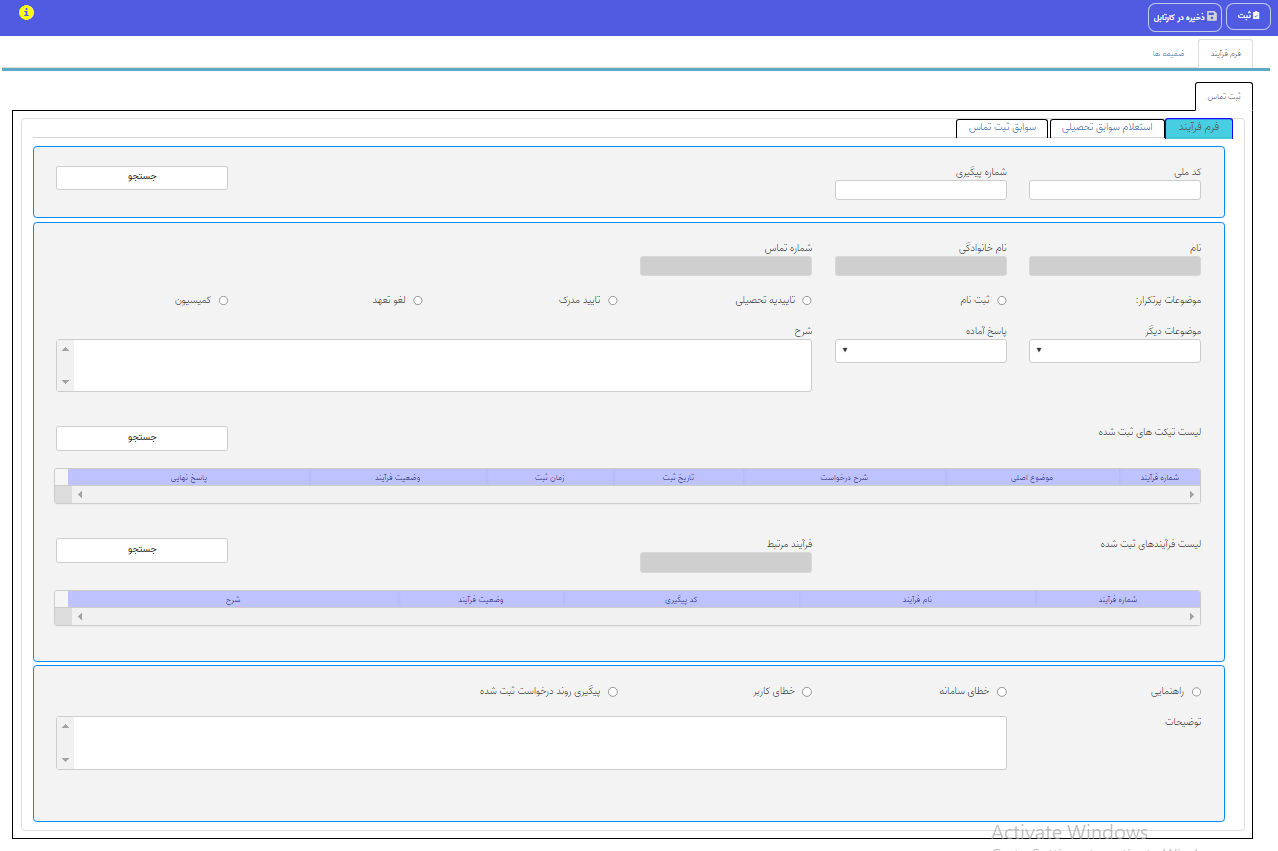 ثبت ذخیره در کارتابل
فرم فرآیند ضمیمه ها
ثبت تماس
فرم فرآیند استعلام سوابق تحصیلی سوابق ثبت تماس
کد ملی شماره پیگیری جستجو
نام نام خانوادگی شماره تماس
موضوعات پرتکرار: ثبت نام تاییدیه تحصیلی تایید مدرک لغو تعهد کمیسیون
موضوعات دیگر پاسخ آماده شرح
لیست تیکت های ثبت شده جستجو
شماره فرآیند موضوع اصلی شرح درخواست تاریخ ثبت زمان ثبت وضعیت فرآیند پاسخ نهایی
لیست فرآیندهای ثبت شده فرآیند مرتبط جستجو
شماره فرآیند نام فرآیند کد پیگیری وضعیت فرآیند شرح
راهنمایی خطای سامانه خطای کاربر پیگیری روند درخواست ثبت شده
توضیحات
Activate Windows